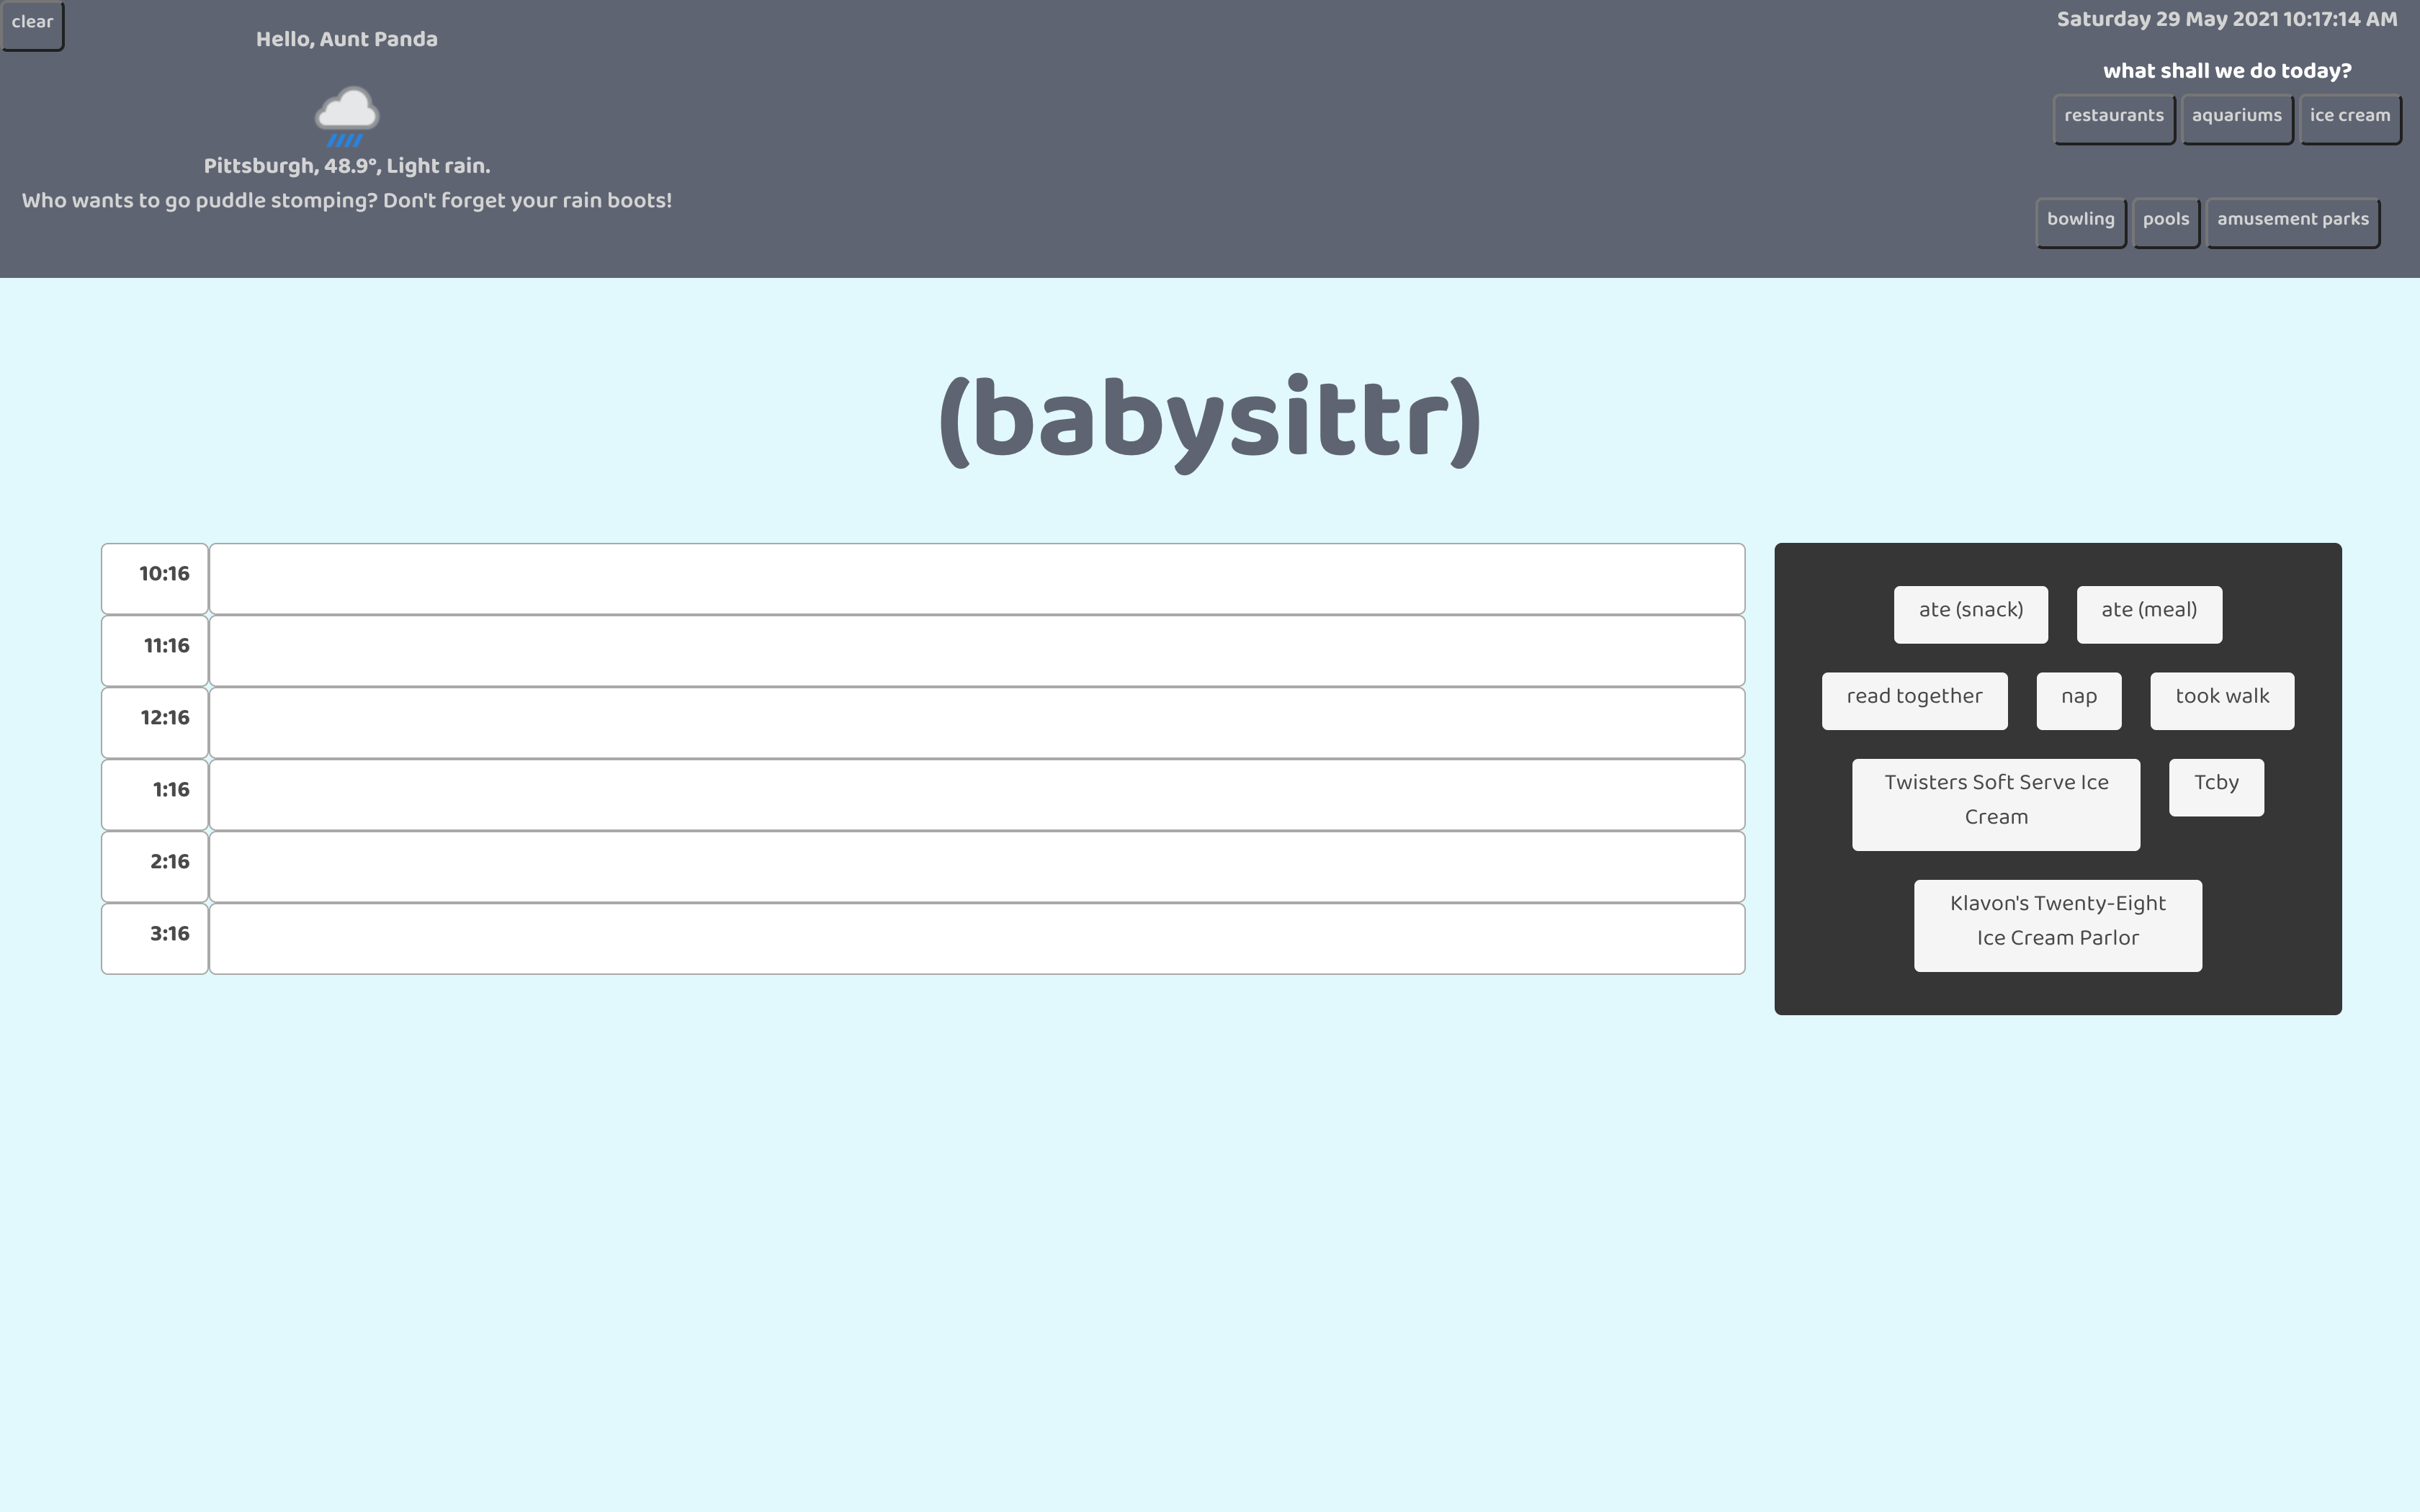 clear
Hello, Aunt Panda
Pittsburgh, 48.9°, Light rain.
Who wants to go puddle stomping? Don't forget your rain boots!
Saturday 29 May 2021 10:17:14 AM
what shall we do today?
restaurants aquariums ice cream
bowling pools amusement parks
(babysittr)
10:16
11:16
12:16
1:16
2:16
3:16
ate (snack) ate (meal)
read together nap took walk
Twisters Soft Serve Ice
Cream
Tcby
Klavon's Twenty-Eight
Ice Cream Parlor